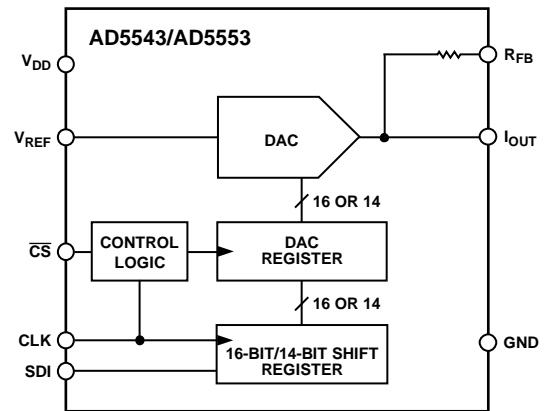 AD5543/AD5553
VDD
RFB
VREF
DAC
IOUT
16 OR 14
CS
CONTROL
LOGIC
DAC
REGISTER
16 OR 14
CLK
GND
16-BIT/14-BIT SHIFT
REGISTER
SDI